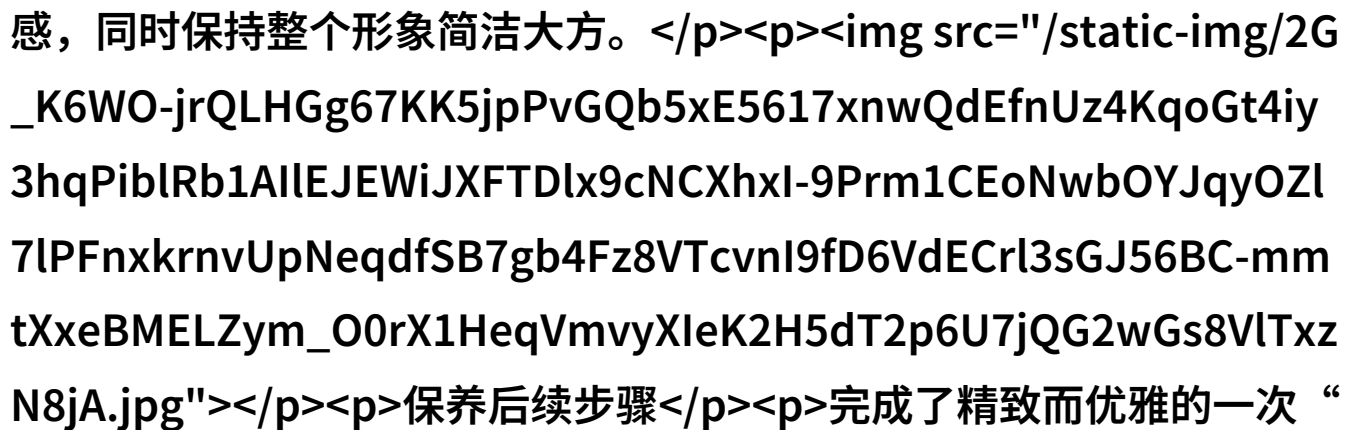 感，同时保持整个形象简洁大方。</p><p><img src="/static-img/2G
_K6WO-jrQLHGg67KK5jpPvGQb5xE5617xnwQdEfnUz4KqoGt4iy
3hqPiblRb1AIlEJEWiJXFTDlx9cNCXhxI-9Prm1CEoNwbOYJqyOZl
7lPFnxkrnvUpNeqdfSB7gb4Fz8VTcvnI9fD6VdECrl3sGJ56BC-mm
tXxeBMELZym_O0rX1HeqVmvyXIeK2H5dT2p6U7jQG2wGs8VlTxz
N8jA.jpg"></p><p>保养后续步骤</p><p>完成了精致而优雅的一次“